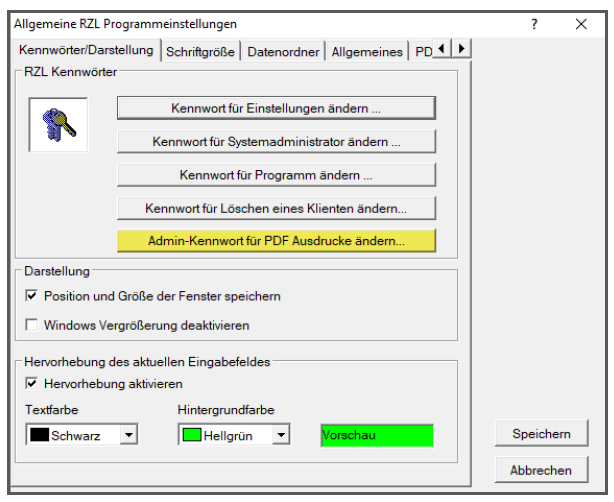 Allgemeine RZL Programmeinstellungen ? ×
Kennwörter/Darstellung Schriftgröße Datenordner Allgemeines PD
RZL Kennwörter
Kennwort für Einstellungen ändern ...
Kennwort für Systemadministrator ändern ...
Kennwort für Programm ändern ...
Kennwort für Löschen eines Klienten ändern...
Admin-Kennwort für PDF Ausdrucke ändern...
Darstellung
Position und Größe der Fenster speichern
Windows Vergrößerung deaktivieren
Hervorhebung des aktuellen Eingabefeldes
Hervorhebung aktivieren
Textfarbe Hintergrundfarbe
Schwarz Hellgrün Vorschau
Speichern
Abbrechen